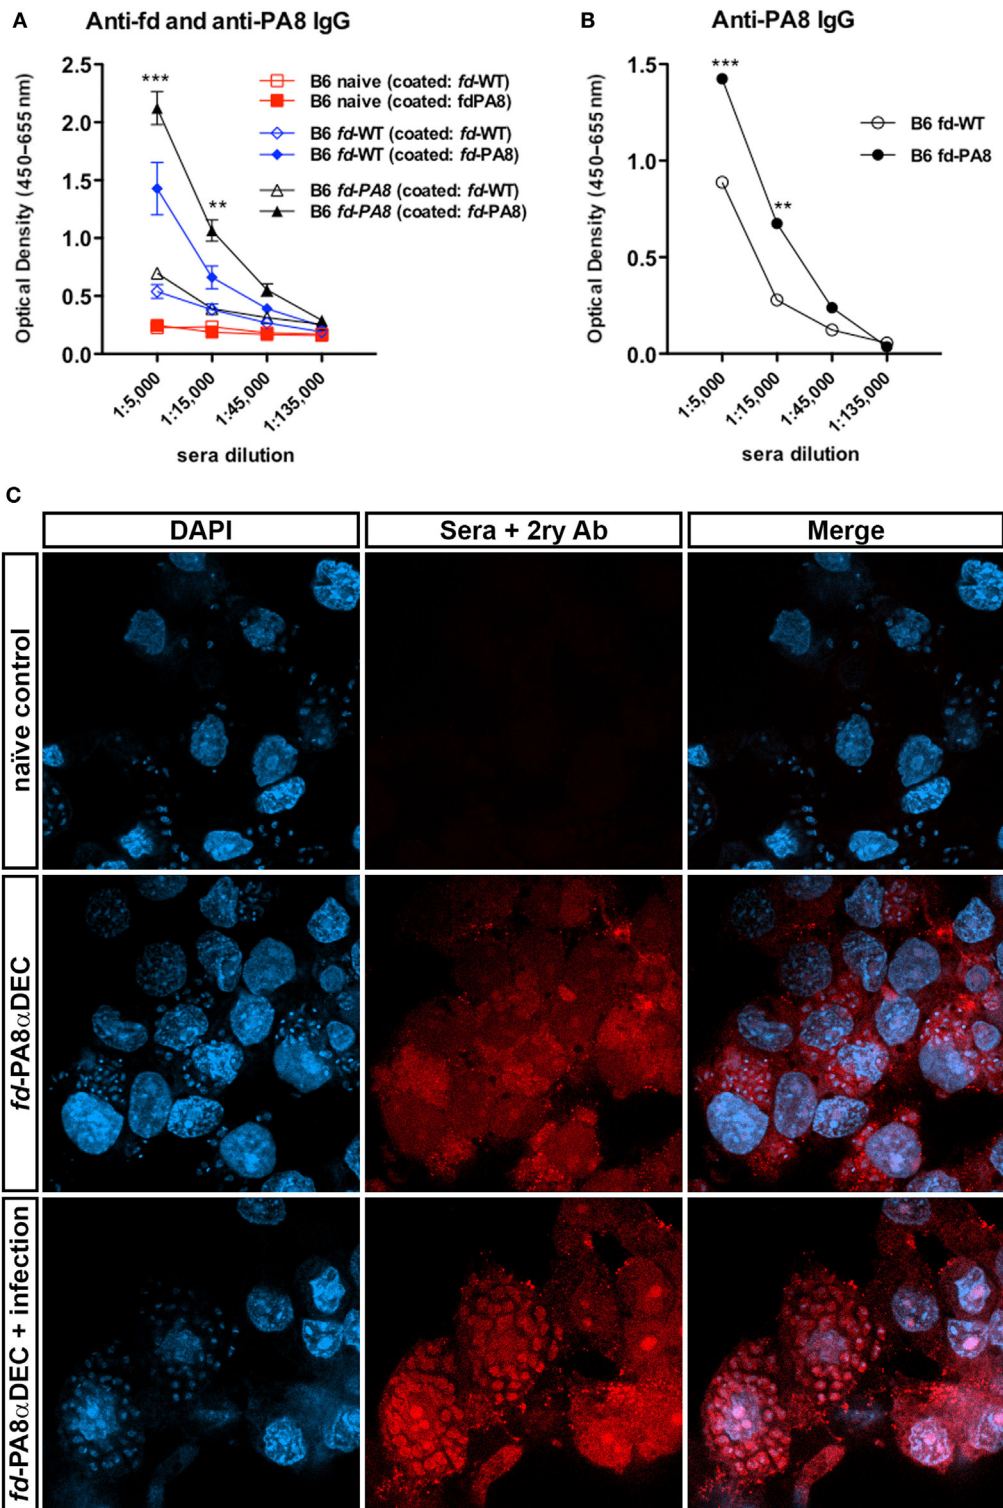 A
Anti-fd and anti-PA8 IgG
Optical Density (450–655 nm)
2.5
2.0
1.5
1.0
0.5
0.0
***
**
B6 naive (coated: fd-WT)
B6 naive (coated: fdPA8)
B6 fd-WT (coated: fd-WT)
B6 fd-WT (coated: fd-PA8)
B6 fd-PA8 (coated: fd-WT)
B6 fd-PA8 (coated: fd-PA8)
1:5,000
1:15,000
1:45,000
1:135,000
sera dilution
B
Anti-PA8 IgG
Optical Density (450–655 nm)
1.5
1.0
0.5
0.0
***
**
B6 fd-WT
B6 fd-PA8
1:5,000
1:15,000
1:45,000
1:135,000
sera dilution
C
DAPI
Sera + 2ry Ab
Merge
naïve control
fd-PA8αDEC
fd-PA8αDEC + infection